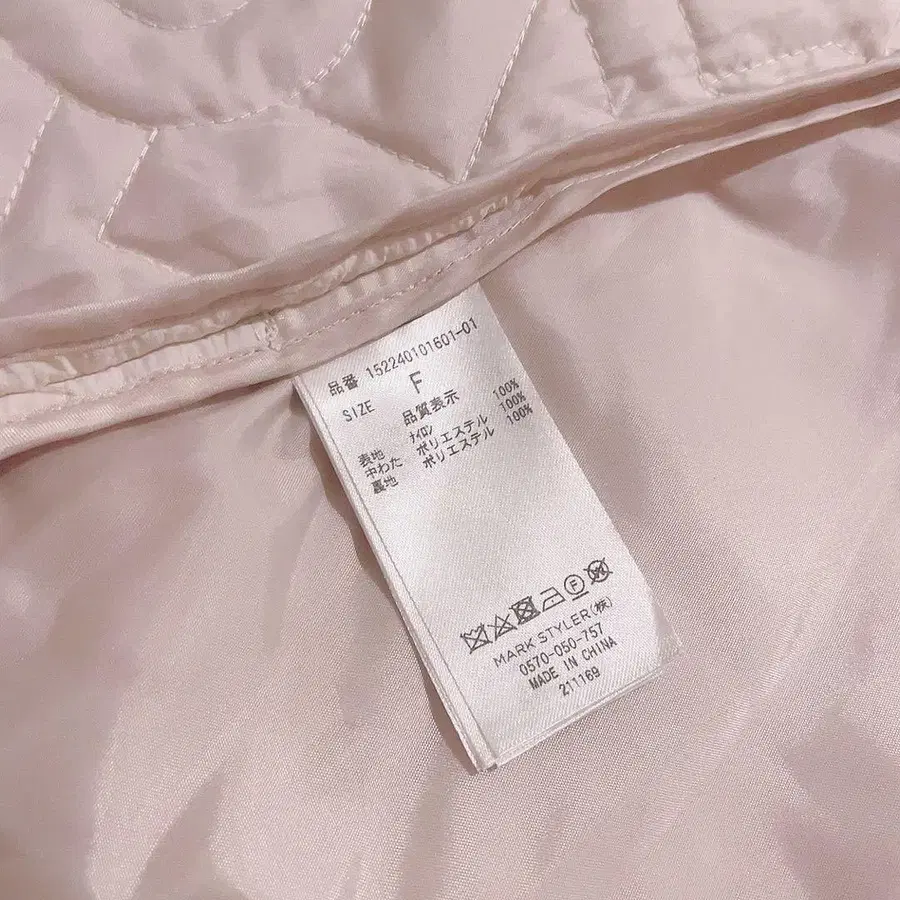 品番 152240101601-01
SIZE F
品質表示
表地 ナイロン 100%
中わた ポリエステル 100%
裏地 ポリエステル 100%
F W
MARK STYLER(株)
0570-050-757
MADE IN CHINA
211169